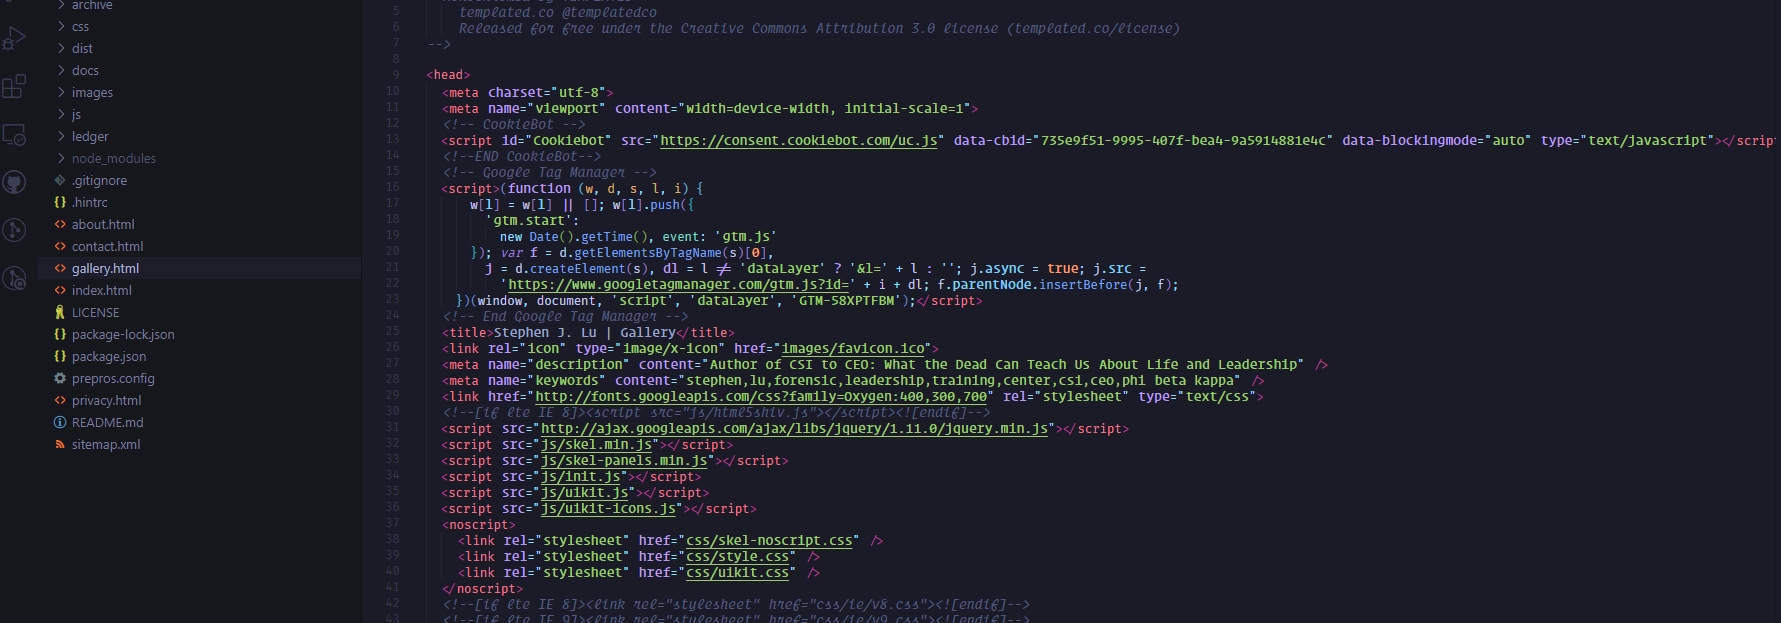 archive
css
dist
docs
images
js
ledger
node_modules
.gitignore
.hintrc
about.html
contact.html
gallery.html
index.html
LICENSE
package-lock.json
package.json
prepros.config
privacy.html
README.md
sitemap.xml
5 templated.co @templatedco
6 Released for free under the Creative Commons Attribution 3.0 license (templated.co/license)
7 -->
8
9 <head>
10 <meta charset="utf-8">
11 <meta name="viewport" content="width=device-width, initial-scale=1">
12 <!-- CookieBot -->
13 <script id="Cookiebot" src="https://consent.cookiebot.com/uc.js" data-cbid="735e9f51-9995-407f-bea4-9a5914881e4c" data-blockingmode="auto" type="text/javascript"></scrip
14 <!--END CookieBot-->
15 <!-- Google Tag Manager -->
16 <script>(function (w, d, s, l, i) {
17 w[l] = w[l] || []; w[l].push({
18 'gtm.start':
19 new Date().getTime(), event: 'gtm.js'
20 }); var f = d.getElementsByTagName(s)[0],
21 j = d.createElement(s), dl = l != 'dataLayer' ? '&l=' + l : ''; j.async = true; j.src =
22 'https://www.googletagmanager.com/gtm.js?id=' + i + dl; f.parentNode.insertBefore(j, f);
23 })(window, document, 'script', 'dataLayer', 'GTM-58XPTFBM');</script>
24 <!-- End Google Tag Manager -->
25 <title>Stephen J. Lu | Gallery</title>
26 <link rel="icon" type="image/x-icon" href="images/favicon.ico">
27 <meta name="description" content="Author of CSI to CEO: What the Dead Can Teach Us About Life and Leadership" />
28 <meta name="keywords" content="stephen,lu,forensic,leadership,training,center,csi,ceo,phi beta kappa" />
29 <link href="http://fonts.googleapis.com/css?family=Oxygen:400,300,700" rel="stylesheet" type="text/css">
30 <!--[if lte IE 8]><script src="js/html5shiv.js"></script><![endif]-->
31 <script src="http://ajax.googleapis.com/ajax/libs/jquery/1.11.0/jquery.min.js"></script>
32 <script src="js/skel.min.js"></script>
33 <script src="js/skel-panels.min.js"></script>
34 <script src="js/init.js"></script>
35 <script src="js/uikit.js"></script>
36 <script src="js/uikit-icons.js"></script>
37 <noscript>
38 <link rel="stylesheet" href="css/skel-noscript.css" />
39 <link rel="stylesheet" href="css/style.css" />
40 <link rel="stylesheet" href="css/uikit.css" />
41 </noscript>
42 <!--[if lte IE 8]><link rel="stylesheet" href="css/ie/v8.css"><![endif]-->
43 <!--[if lte IE 9]><link rel="stylesheet" href="css/ie/v9.css"><![endif]-->